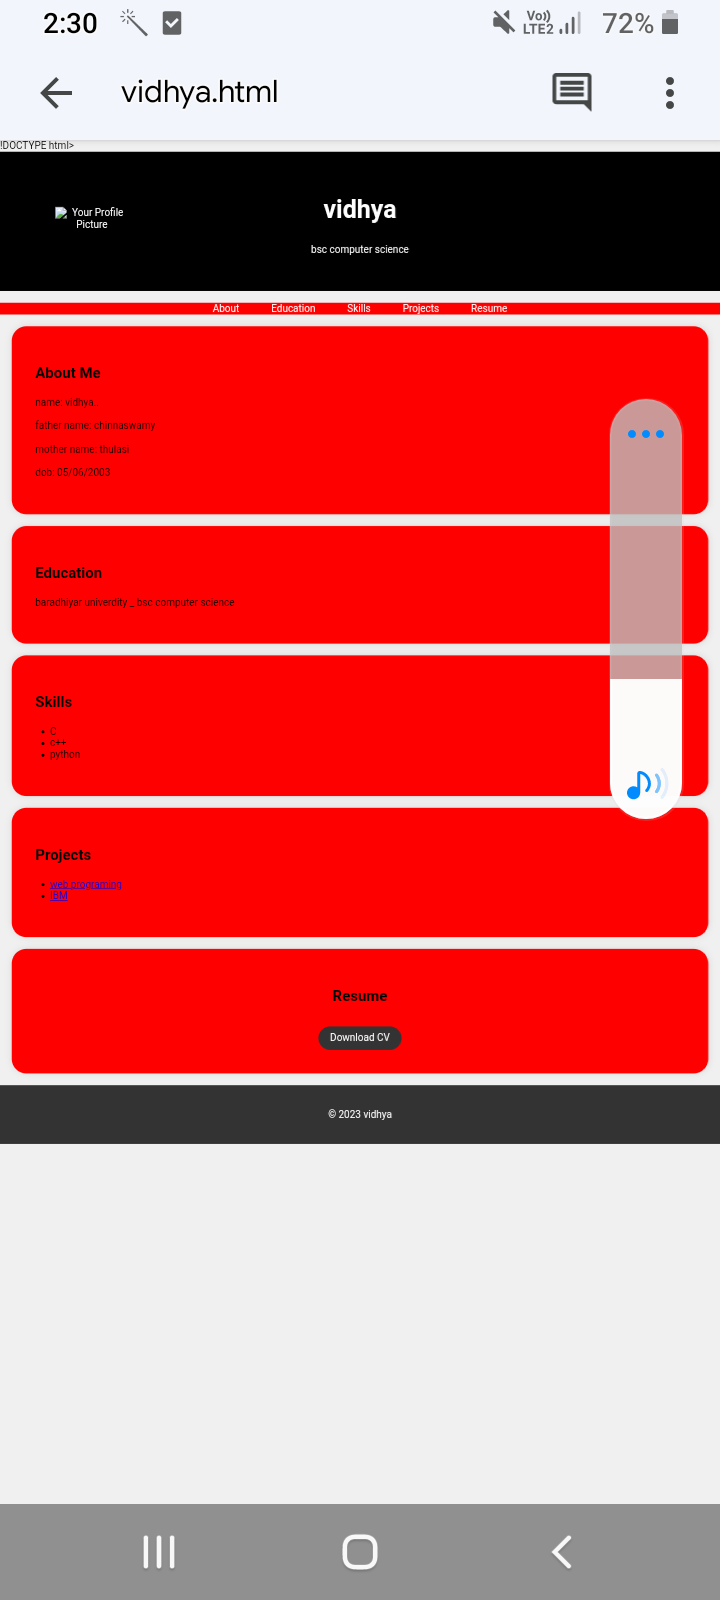 2:30
Vo)) LTE2 72%
vidhya.html
!DOCTYPE html>
Your Profile
Picture
vidhya
bsc computer science
About Education Skills Projects Resume
About Me
name: vidhya..
father name: chinnaswamy
mother name: thulasi
dob: 05/06/2003
Education
baradhiyar univerdity _ bsc computer science
Skills
• C
• c++
• python
Projects
• web programing
• IBM
Resume
Download CV
© 2023 vidhya